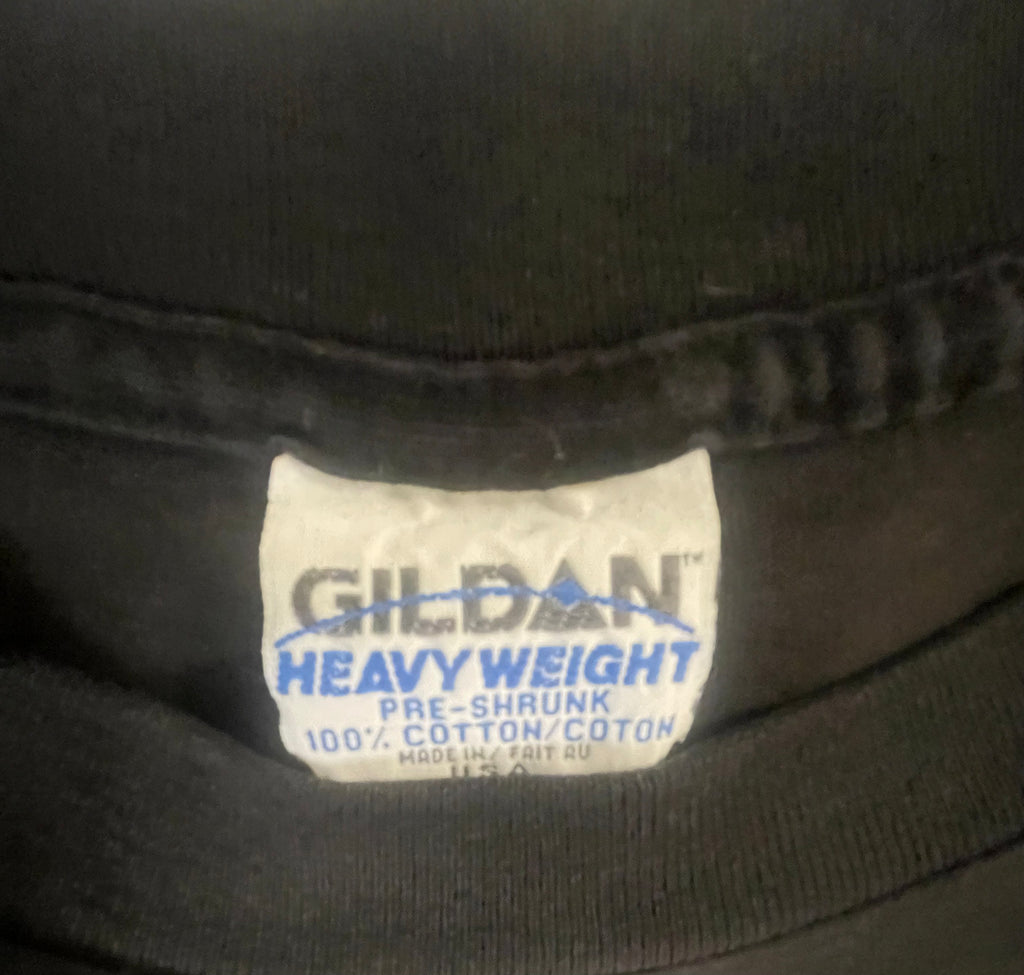 GILDAN™
HEAVYWEIGHT
PRE-SHRUNK
100% COTTON/COTON
MADE IN/ FAIT AU
U.S.A